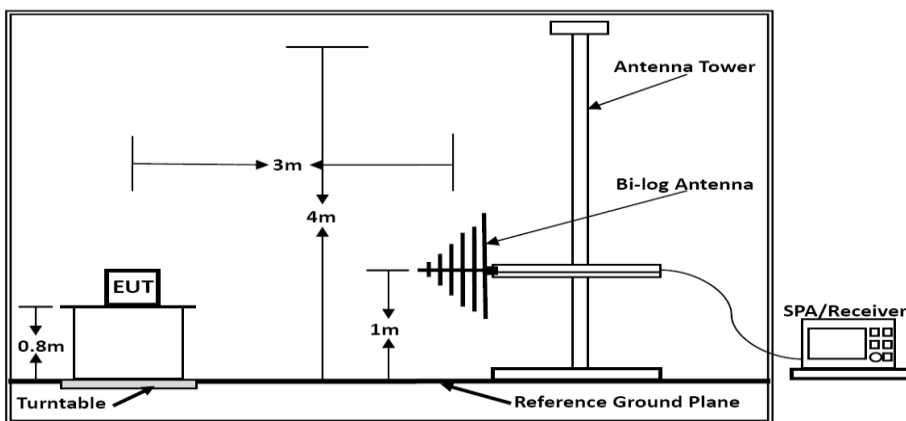 Antenna Tower
3m
Bi-log Antenna
4m
EUT
SPA/Receiver
1m
0.8m
Turntable
Reference Ground Plane